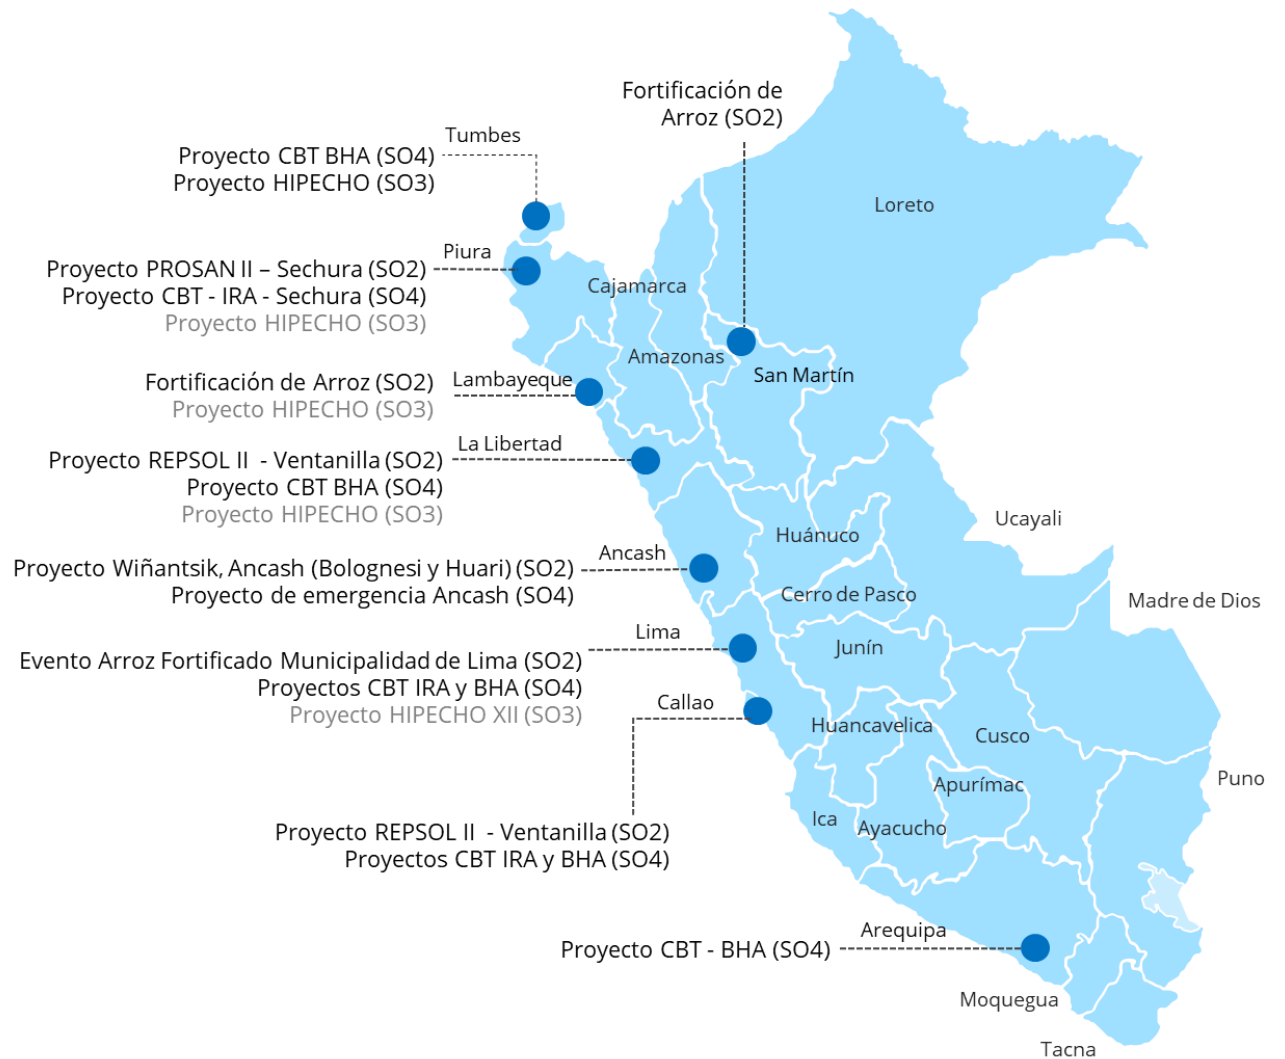 Fortificación de
Arroz (SO2)
Tumbes
Proyecto CBT BHA (SO4)
Proyecto HIPECHO (SO3)
Loreto
Piura
Proyecto PROSAN II – Sechura (SO2)
Proyecto CBT - IRA - Sechura (SO4)
Proyecto HIPECHO (SO3)
Cajamarca
Amazonas
San Martín
Lambayeque
Fortificación de Arroz (SO2)
Proyecto HIPECHO (SO3)
La Libertad
Proyecto REPSOL II - Ventanilla (SO2)
Proyecto CBT BHA (SO4)
Proyecto HIPECHO (SO3)
Ucayali
Huánuco
Ancash
Proyecto Wiñantsik, Ancash (Bolognesi y Huari) (SO2)
Proyecto de emergencia Ancash (SO4)
Cerro de Pasco
Madre de Dios
Lima
Junín
Evento Arroz Fortificado Municipalidad de Lima (SO2)
Proyectos CBT IRA y BHA (SO4)
Proyecto HIPECHO XII (SO3)
Callao
Huancavelica
Cusco
Puno
Apurímac
Ica
Ayacucho
Proyecto REPSOL II - Ventanilla (SO2)
Proyectos CBT IRA y BHA (SO4)
Arequipa
Proyecto CBT - BHA (SO4)
Moquegua
Tacna